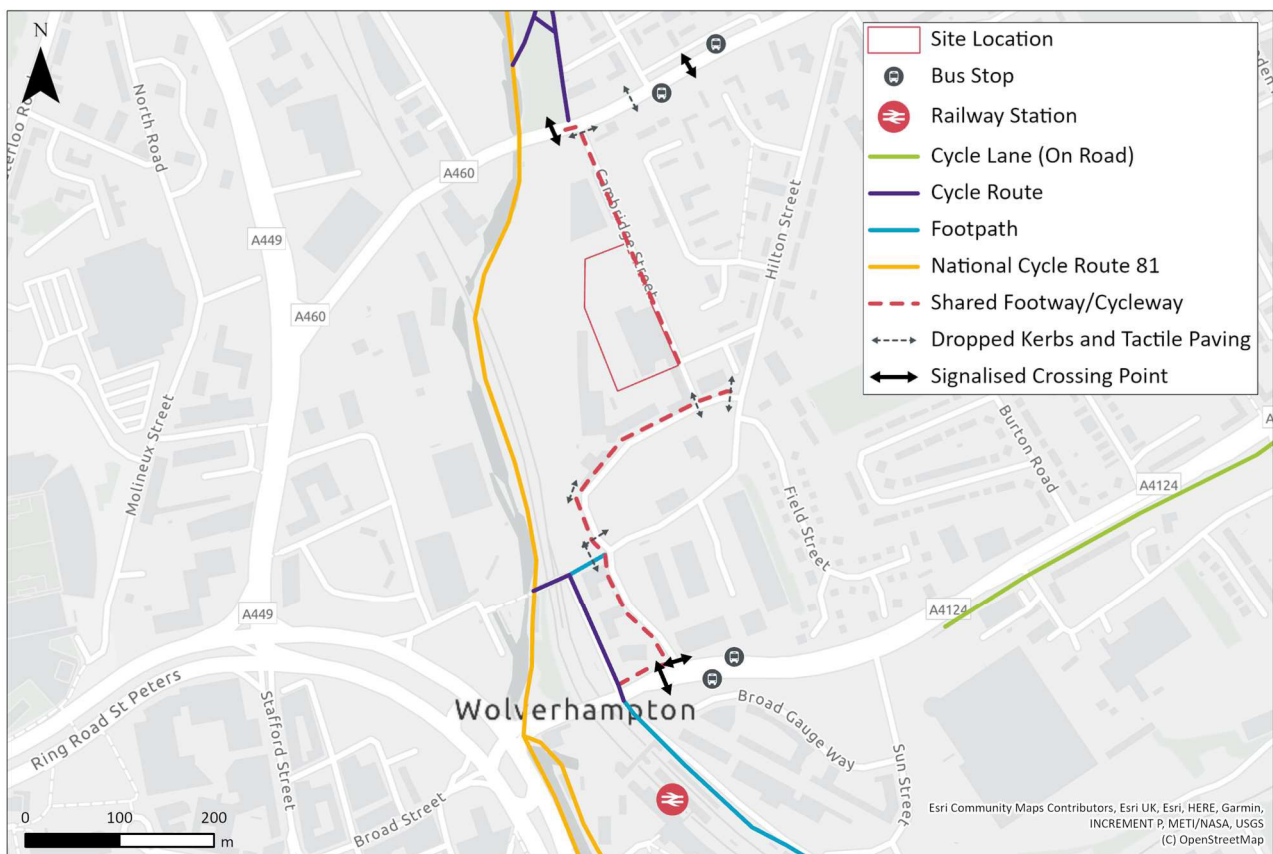 N
North Road
A460
A449
A460
Molineux Street
A449
Ring Road St Peters
Stafford Street
Broad Street
Wolverhampton
Cambridge Street
Hilton Street
Field Street
Burton Road
A4124
A4124
Broad Gauge Way
Sun Street
Site Location
Bus Stop
Railway Station
Cycle Lane (On Road)
Cycle Route
Footpath
National Cycle Route 81
Shared Footway/Cycleway
Dropped Kerbs and Tactile Paving
Signalised Crossing Point
0 100 200
m
Esri Community Maps Contributors, Esri UK, Esri, HERE, Garmin,
INCREMENT P, METI/NASA, USGS
(C) OpenStreetMap